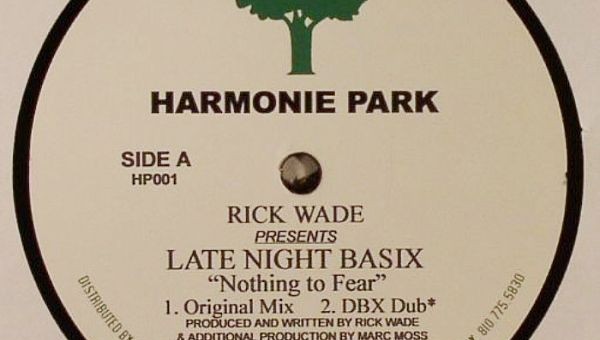 HARMONIE PARK
SIDE A
HP001
RICK WADE
PRESENTS
LATE NIGHT BASIX
“Nothing to Fear”
1. Original Mix 2. DBX Dub*
PRODUCED AND WRITTEN BY RICK WADE
& ADDITIONAL PRODUCTION BY MARC MOSS
DISTRIBUTED BY
810 775 5830